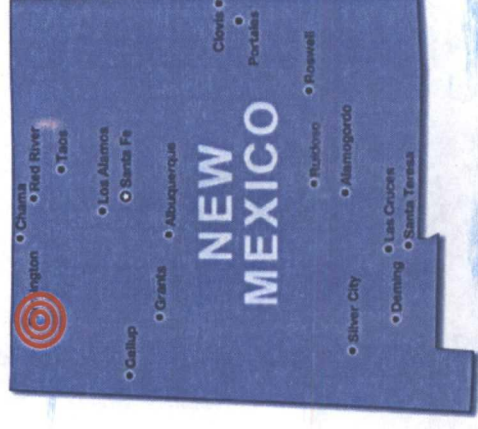 Chama
ington
Red River
Taos
Los Alamos
Santa Fe
Gallup
Grants
Albuquerque
Clovis
Portales
NEW
MEXICO
Roswell
Ruidoso
Alamogordo
Silver City
Las Cruces
Deming
Santa Teresa